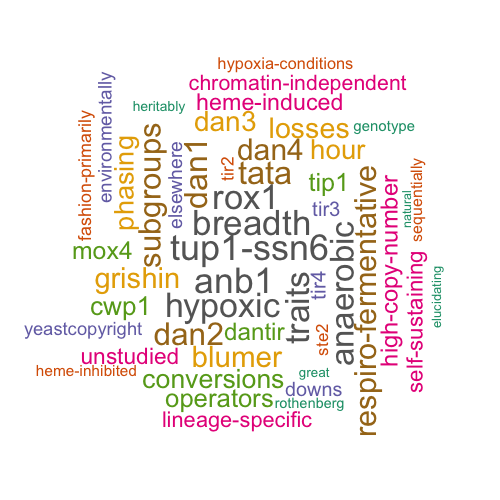 hypoxia-conditions
chromatin-independent
heritably
heme-induced
environmentally
fashion-primarily
dan3
losses
genotype
phasing
subgroups
elsewhere
dan1
tir2
dan4
hour
tata
rox1
tip1
sequentially
natural
breadth
tir3
mox4
tup1-ssn6
anaerobic
respiro-fermentative
high-copy-number
self-sustaining
grishin
anb1
tir4
traits
elucidating
cwp1
hypoxic
yeastcopyright
dan2
dantir
ste2
unstudied
blumer
heme-inhibited
conversions
great
downs
operators
rothenberg
lineage-specific